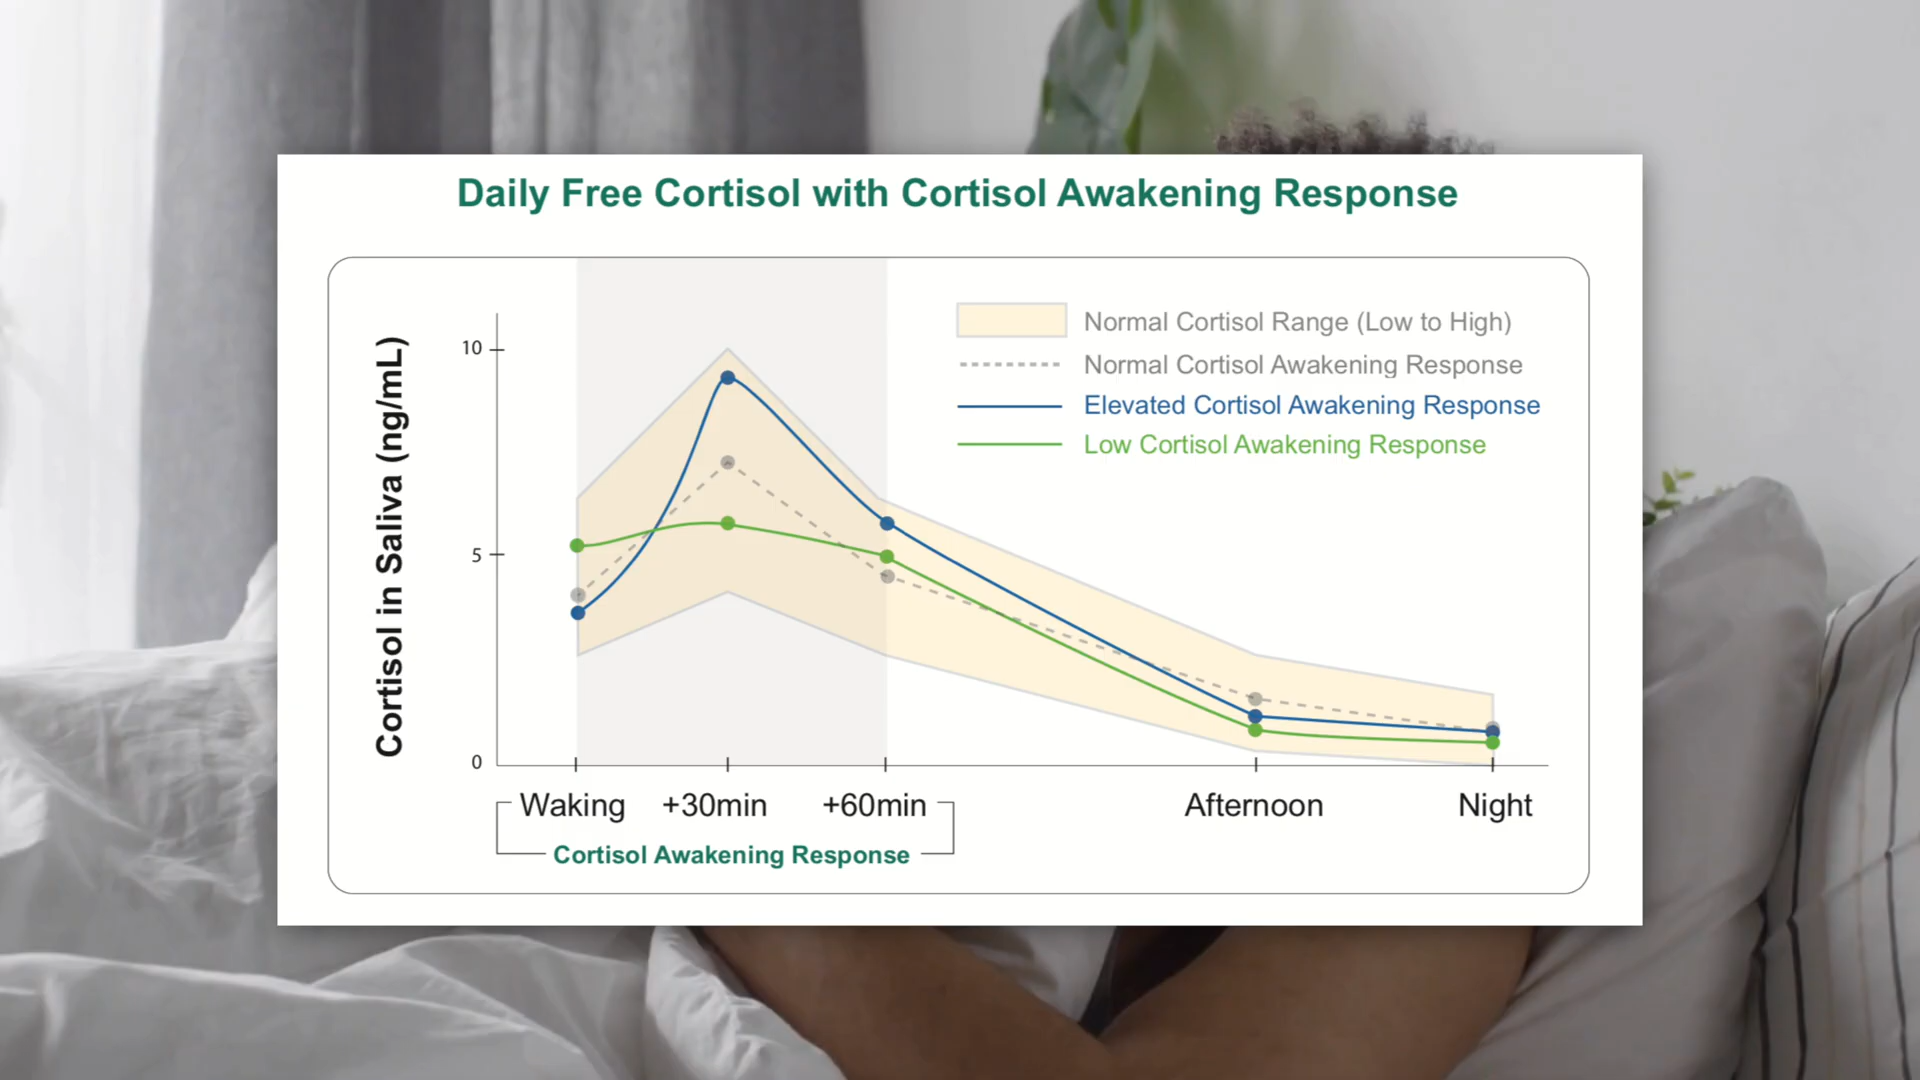 Daily Free Cortisol with Cortisol Awakening Response
Cortisol in Saliva (ng/mL)
10
5
0
Normal Cortisol Range (Low to High)
Normal Cortisol Awakening Response
Elevated Cortisol Awakening Response
Low Cortisol Awakening Response
Waking +30min +60min Afternoon Night
Cortisol Awakening Response